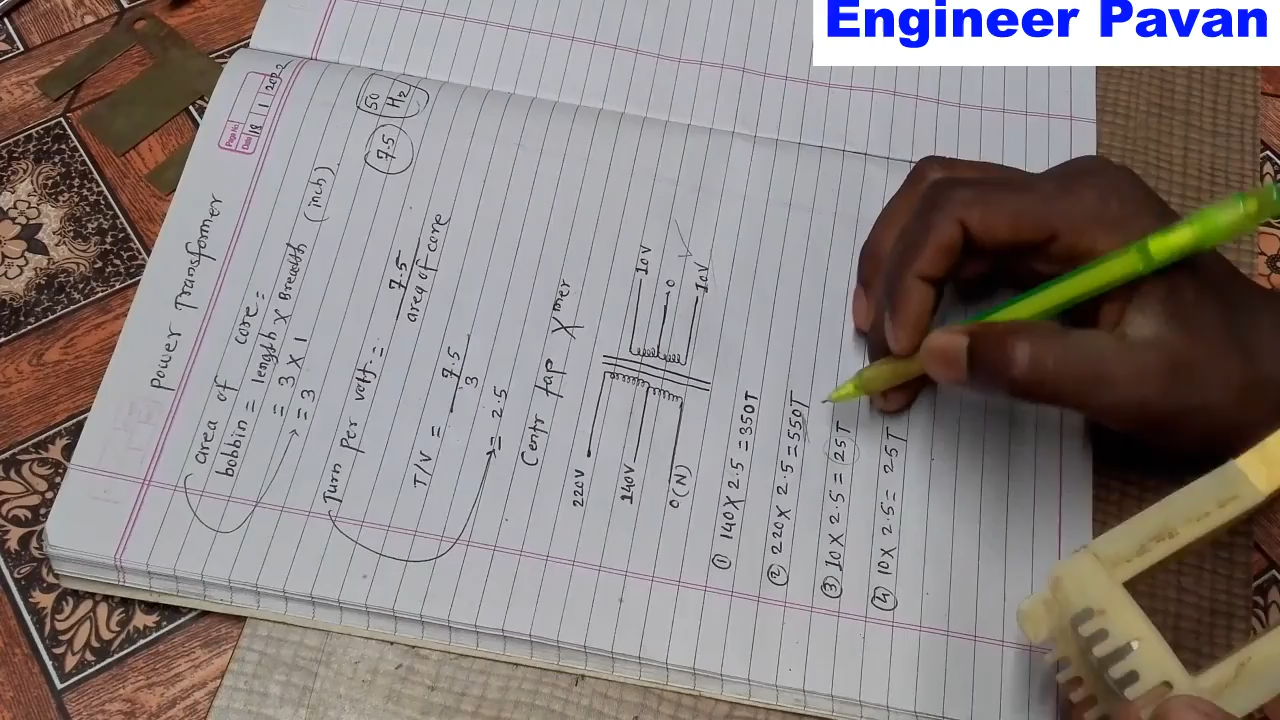 Engineer Pavan
Page No.
Date 18 1 2022
Power Transformer
area of core =
bobbin = length x Breadth (inch)
= 3 x 1
= 3
50
Hz
7.5
Turn per volt = 7.5
area of core
T/V = 7.5
3
= 2.5
Centr tap Xmer
220V
140V
0(N)
10V
0
10V
① 140 x 2.5 = 350T
② 220 x 2.5 = 550T
③ 10 x 2.5 = 25T
④ 10 x 2.5 = 25T